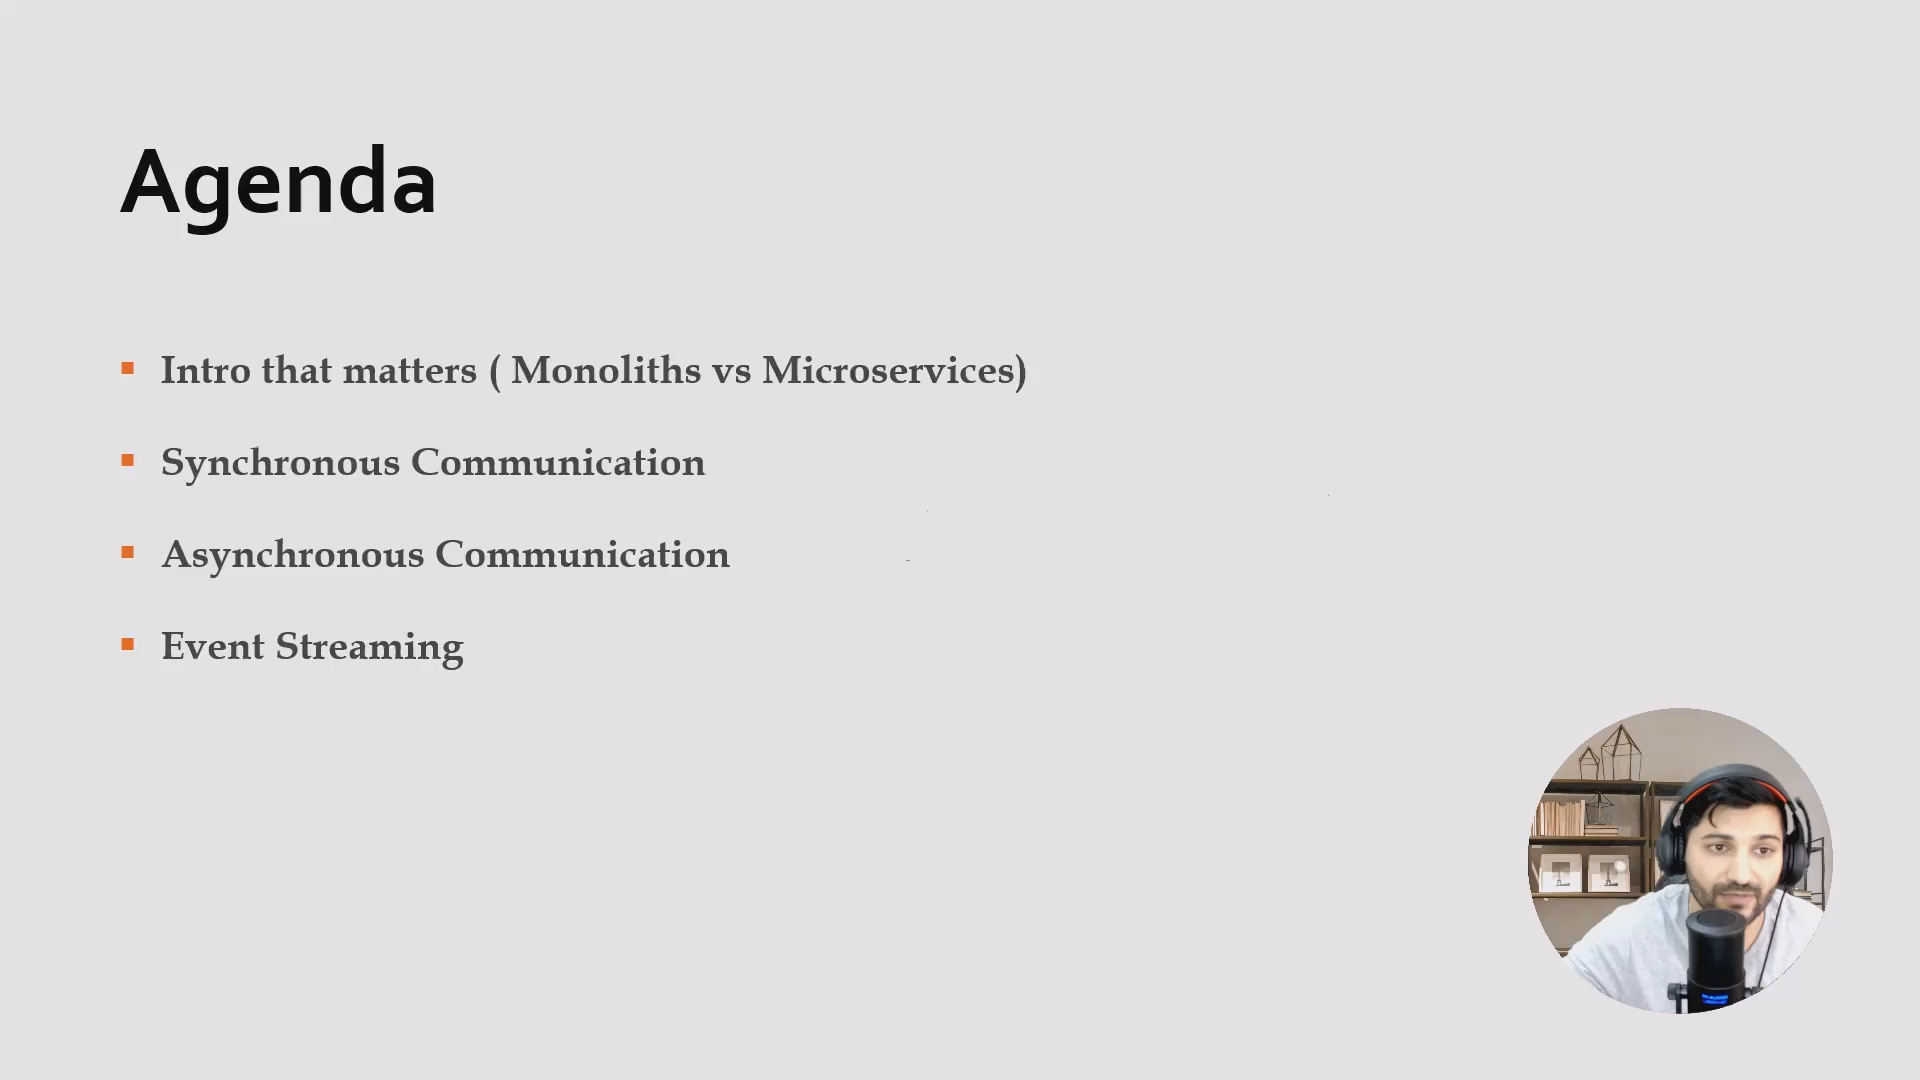 Agenda
Intro that matters ( Monoliths vs Microservices)
Synchronous Communication
Asynchronous Communication
Event Streaming